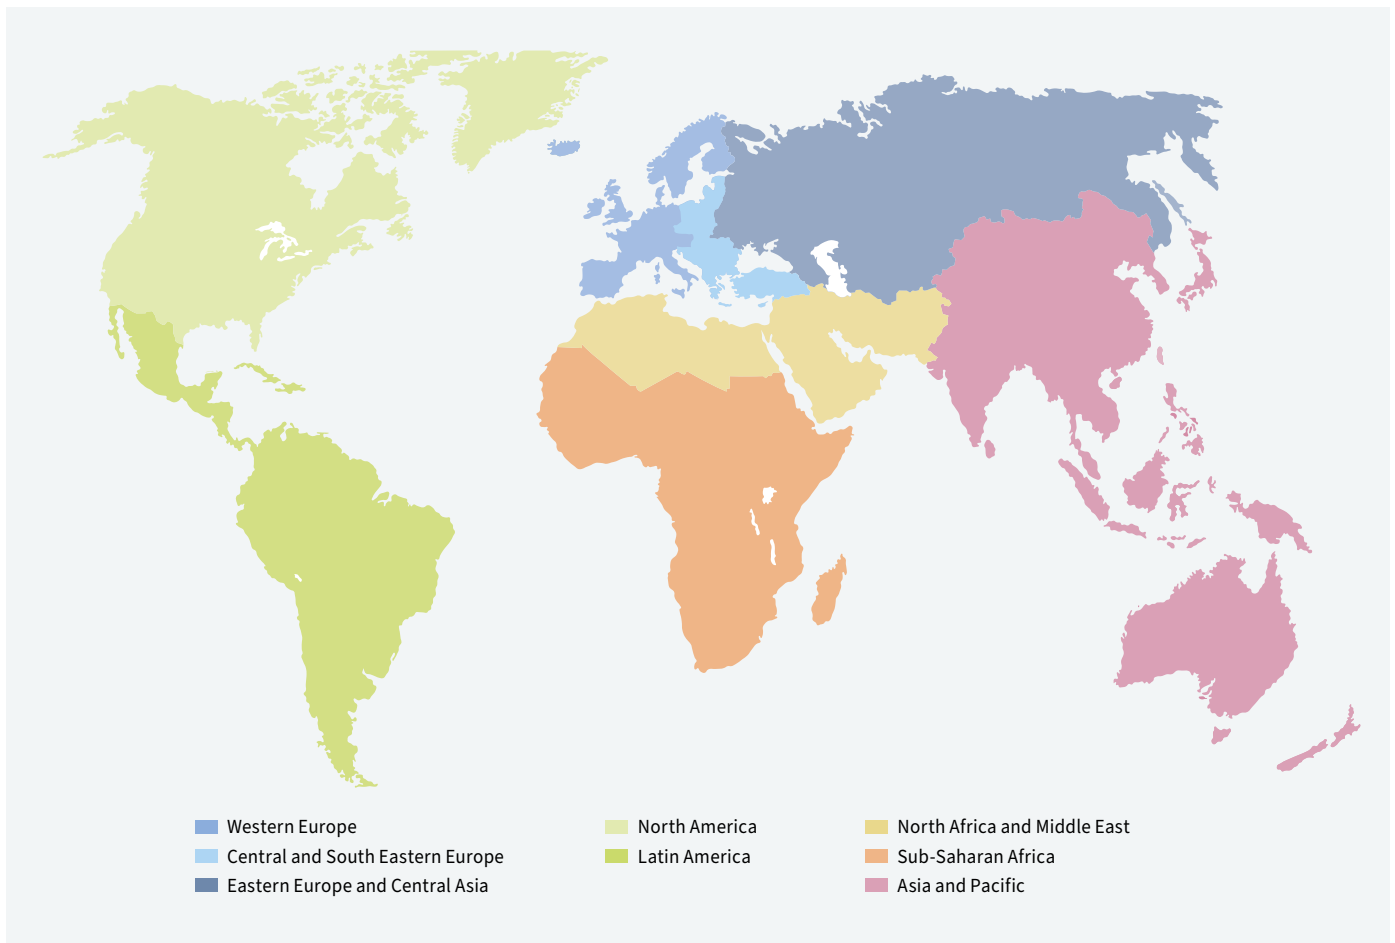 Western Europe
Central and South Eastern Europe
Eastern Europe and Central Asia
North America
Latin America
North Africa and Middle East
Sub-Saharan Africa
Asia and Pacific